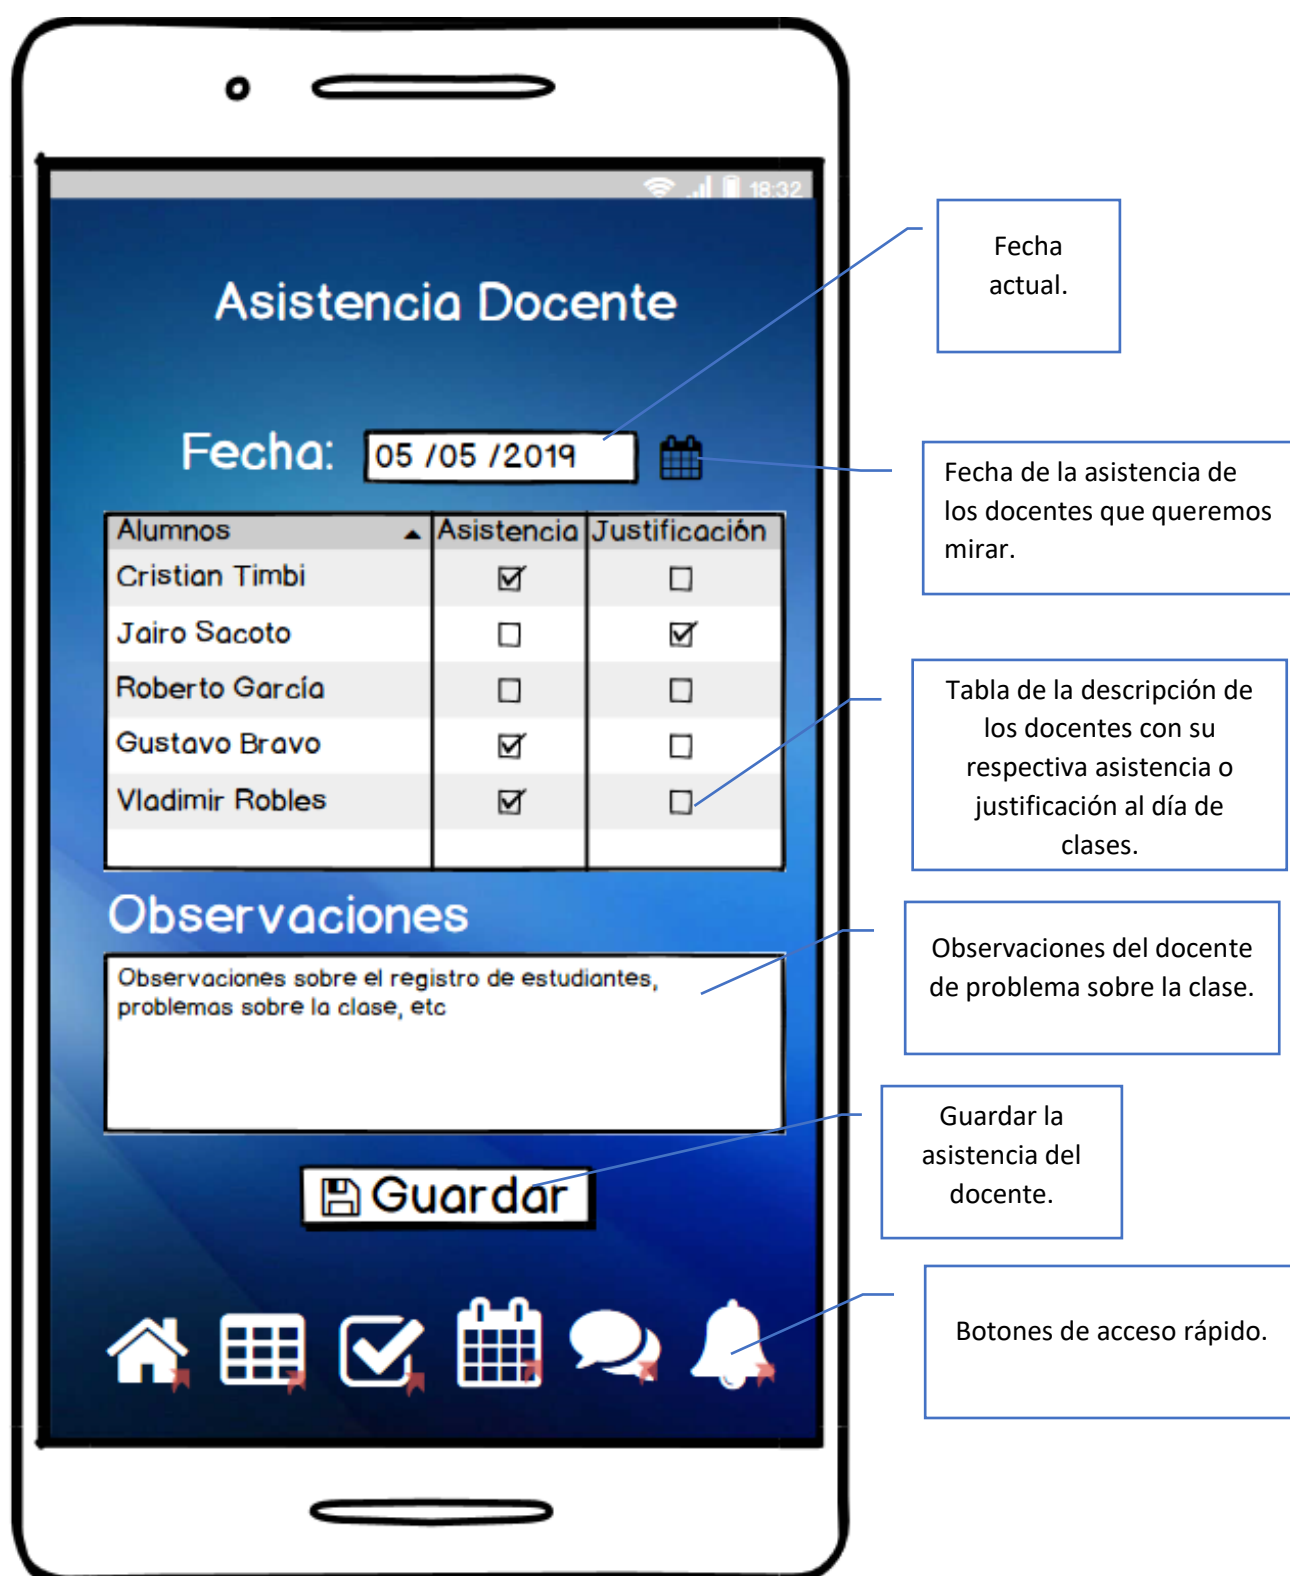 18:32
Asistencia Docente
Fecha: 05 /05 /2019
Alumnos Asistencia Justificación
Cristian Timbi
Jairo Sacoto
Roberto García
Gustavo Bravo
Vladimir Robles
Observaciones
Observaciones sobre el registro de estudiantes,
problemas sobre la clase, etc
Guardar
Fecha
actual.
Fecha de la asistencia de
los docentes que queremos
mirar.
Tabla de la descripción de
los docentes con su
respectiva asistencia o
justificación al día de
clases.
Observaciones del docente
de problema sobre la clase.
Guardar la
asistencia del
docente.
Botones de acceso rápido.